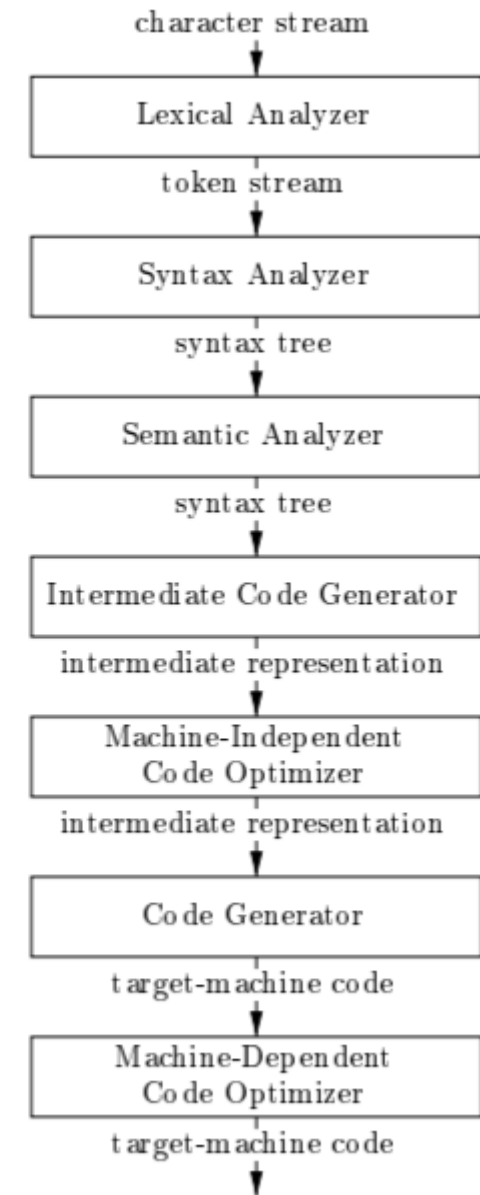 character stream
Lexical Analyzer
token stream
Syntax Analyzer
syntax tree
Semantic Analyzer
syntax tree
Intermediate Code Generator
intermediate representation
Machine-Independent
Code Optimizer
intermediate representation
Code Generator
target-machine code
Machine-Dependent
Code Optimizer
target-machine code